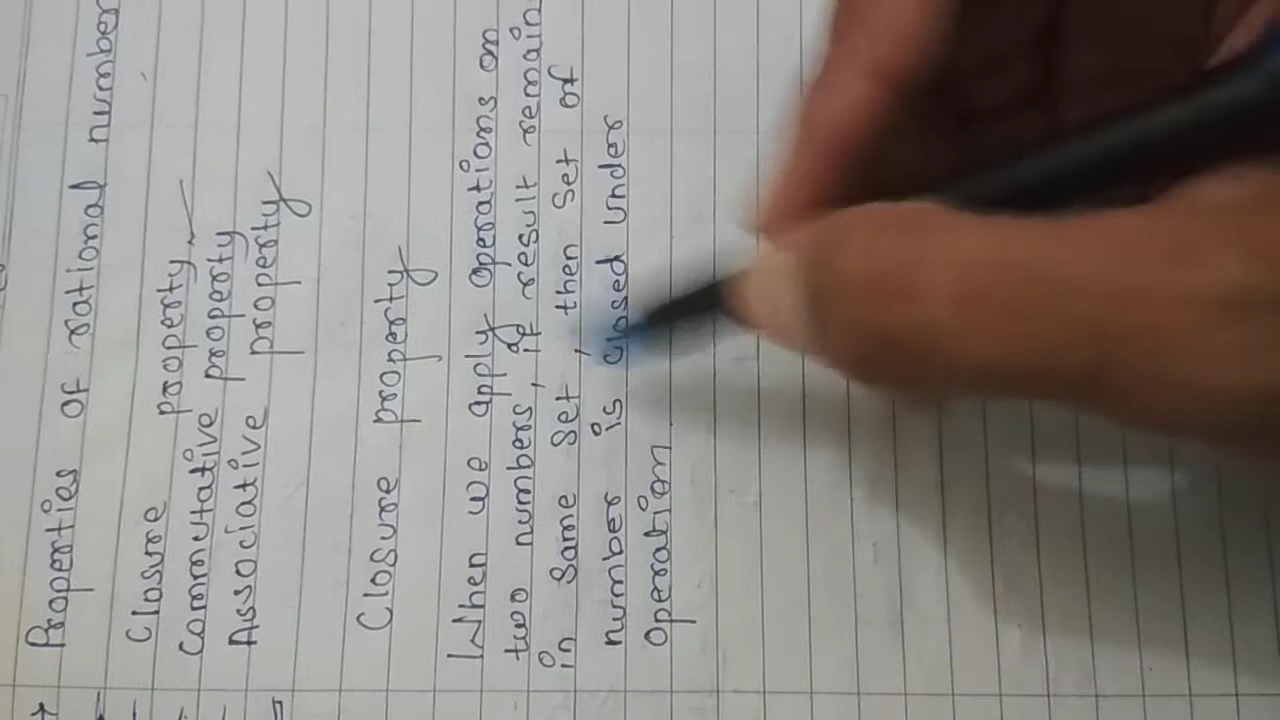 Properties of rational number
Closure property
Commutative property
Associative property
Closure property
When we apply operations on
two numbers, if result remain
in same set, then set of
number is closed under
operation